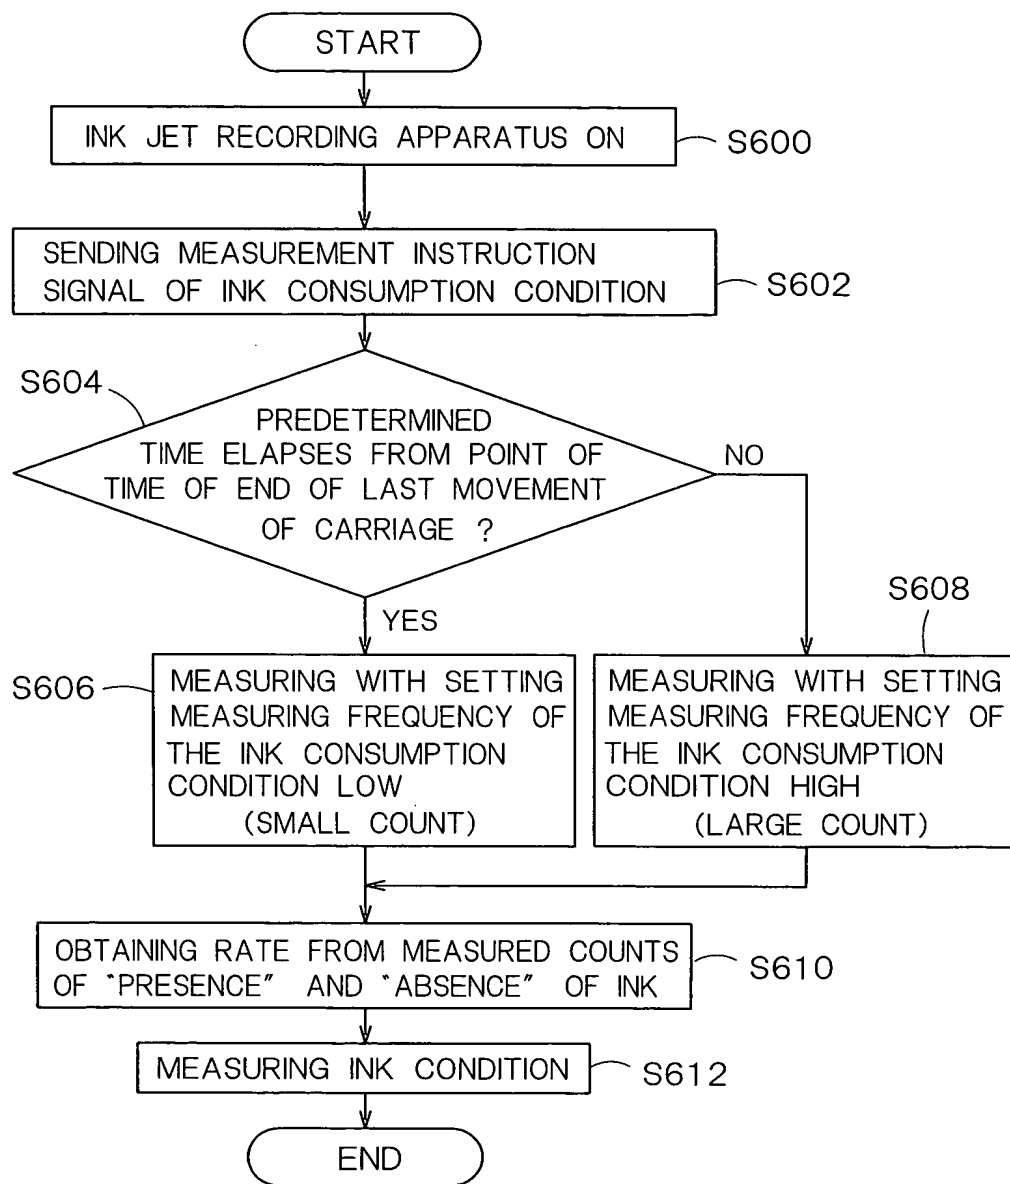 START
INK JET RECORDING APPARATUS ON
S600
SENDING MEASUREMENT INSTRUCTION
SIGNAL OF INK CONSUMPTION CONDITION
S602
S604
PREDETERMINED
TIME ELAPSES FROM POINT OF
TIME OF END OF LAST MOVEMENT
OF CARRIAGE ?
NO
YES
S606
MEASURING WITH SETTING
MEASURING FREQUENCY OF
THE INK CONSUMPTION
CONDITION LOW
(SMALL COUNT)
S608
MEASURING WITH SETTING
MEASURING FREQUENCY OF
THE INK CONSUMPTION
CONDITION HIGH
(LARGE COUNT)
OBTAINING RATE FROM MEASURED COUNTS
OF "PRESENCE" AND "ABSENCE" OF INK
S610
MEASURING INK CONDITION
S612
END